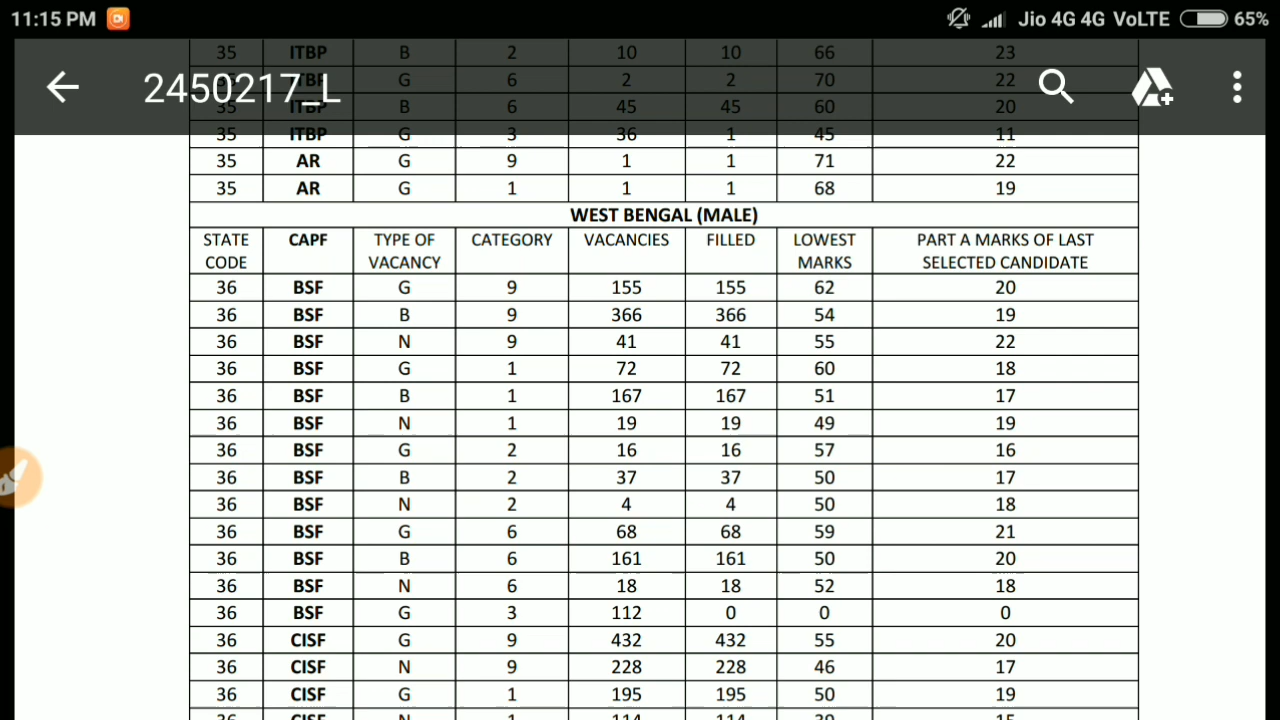 11:15 PM Jio 4G 4G VoLTE 65%
35 ITBP B 2 10 10 66 23
2450217_L
G 6 2 2 70 22
35 ITBP B 6 45 45 60 20
35 ITBP G 3 36 1 45 11
35 AR G 9 1 1 71 22
35 AR G 1 1 1 68 19
WEST BENGAL (MALE)
STATE CAPF TYPE OF CATEGORY VACANCIES FILLED LOWEST PART A MARKS OF LAST
CODE VACANCY MARKS SELECTED CANDIDATE
36 BSF G 9 155 155 62 20
36 BSF B 9 366 366 54 19
36 BSF N 9 41 41 55 22
36 BSF G 1 72 72 60 18
36 BSF B 1 167 167 51 17
36 BSF N 1 19 19 49 19
36 BSF G 2 16 16 57 16
36 BSF B 2 37 37 50 17
36 BSF N 2 4 4 50 18
36 BSF G 6 68 68 59 21
36 BSF B 6 161 161 50 20
36 BSF N 6 18 18 52 18
36 BSF G 3 112 0 0 0
36 CISF G 9 432 432 55 20
36 CISF N 9 228 228 46 17
36 CISF G 1 195 195 50 19
36 CISF N 1 114 114 39 15